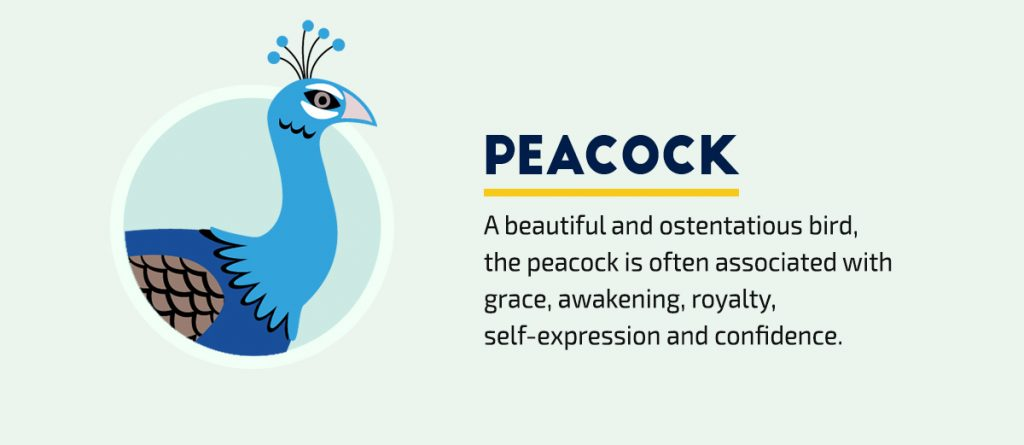 PEACOCK
A beautiful and ostentatious bird,
the peacock is often associated with
grace, awakening, royalty,
self-expression and confidence.